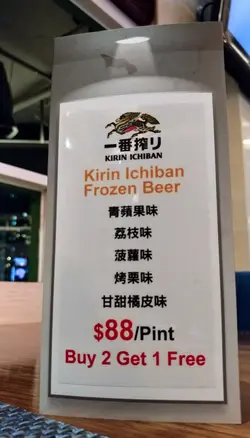 一番搾り
KIRIN ICHIBAN
Kirin Ichiban
Frozen Beer
青蘋果味
荔枝味
菠蘿味
烤栗味
甘甜橘皮味
$88/Pint
Buy 2 Get 1 Free